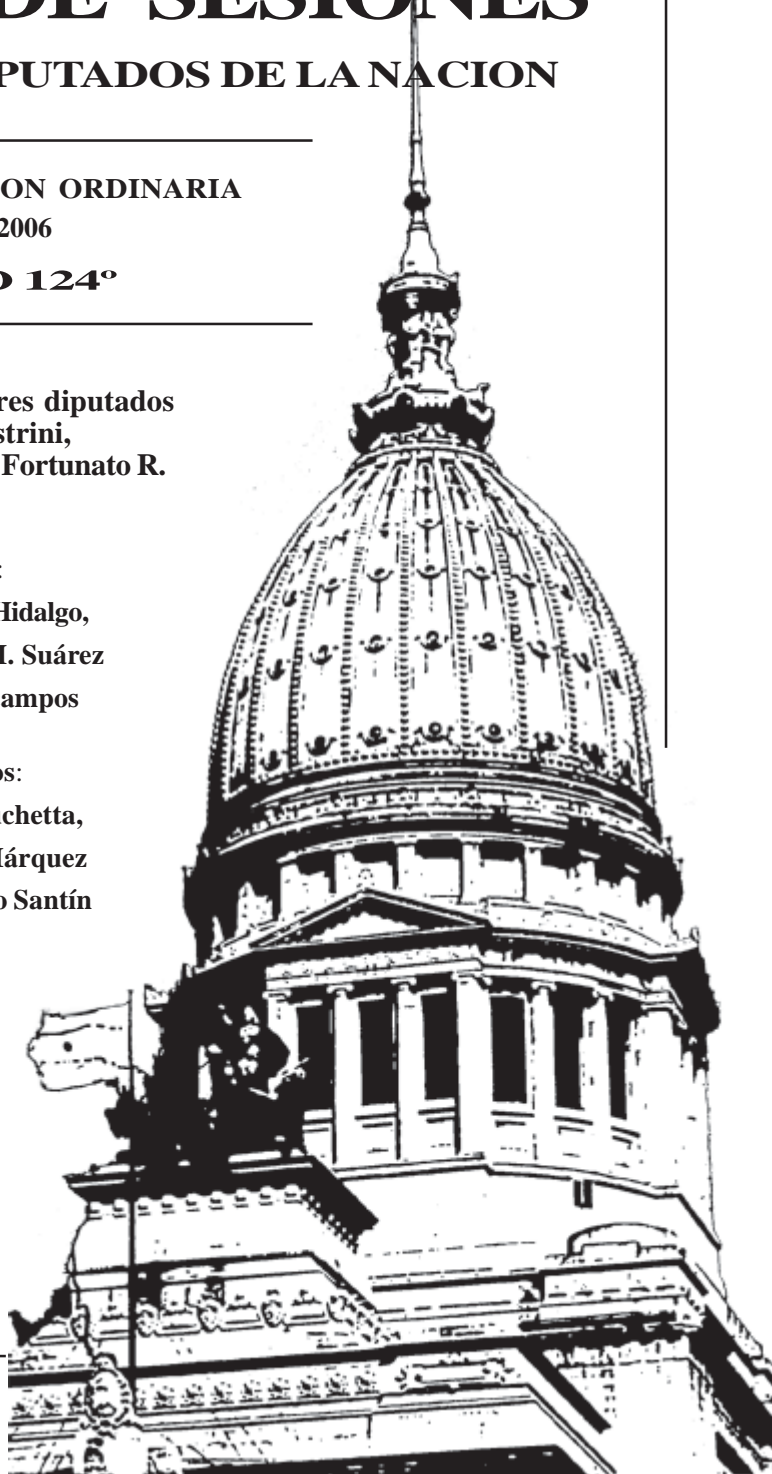 DE SESIONES
PUTADOS DE LA NACION
ON ORDINARIA
2006
O 124º
res diputados
strini,
Fortunato R.
:
Hidalgo,
I. Suárez
ampos
os:
chetta,
Márquez
o Santín